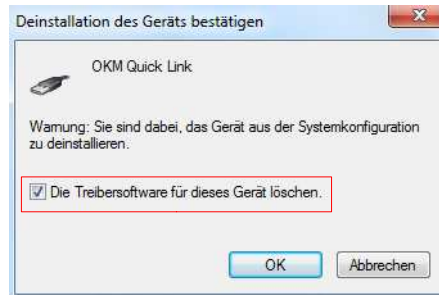 Deinstallation des Geräts bestätigen
OKM Quick Link
Warnung: Sie sind dabei, das Gerät aus der Systemkonfiguration
zu deinstallieren.
Die Treibersoftware für dieses Gerät löschen.
OK
Abbrechen